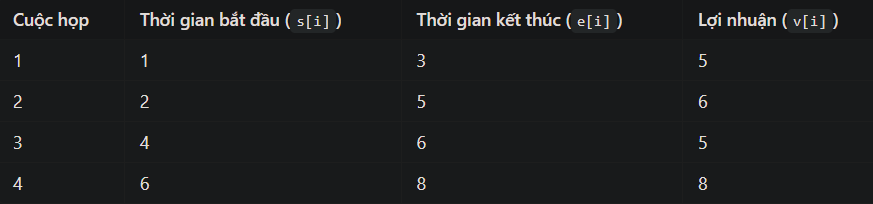 Cuộc họp Thời gian bắt đầu ( s[i] ) Thời gian kết thúc ( e[i] ) Lợi nhuận ( v[i] )
1 1 3 5
2 2 5 6
3 4 6 5
4 6 8 8